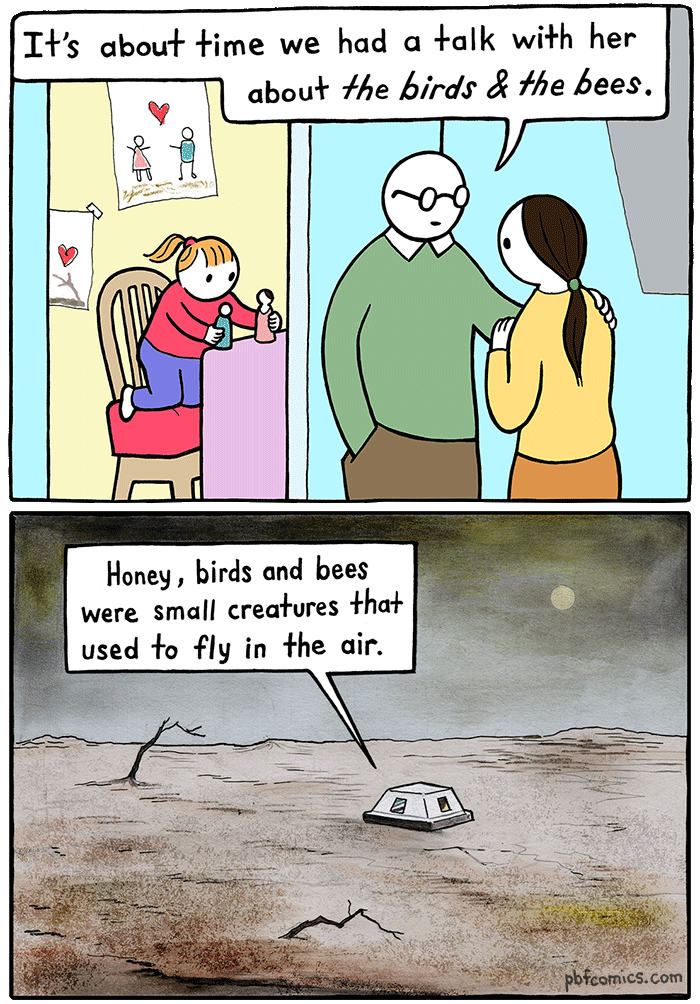 It's about time we had a talk with her
about the birds & the bees.
Honey, birds and bees
were small creatures that
used to fly in the air.
pbfcomics.com